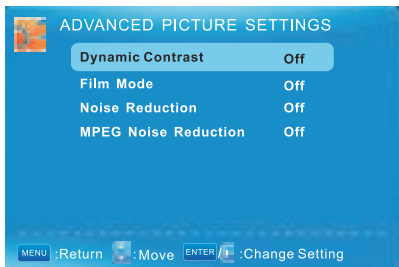 ADVANCED PICTURE SETTINGS
Dynamic Contrast Off
Film Mode Off
Noise Reduction Off
MPEG Noise Reduction Off
MENU :Return :Move ENTER/ :Change Setting